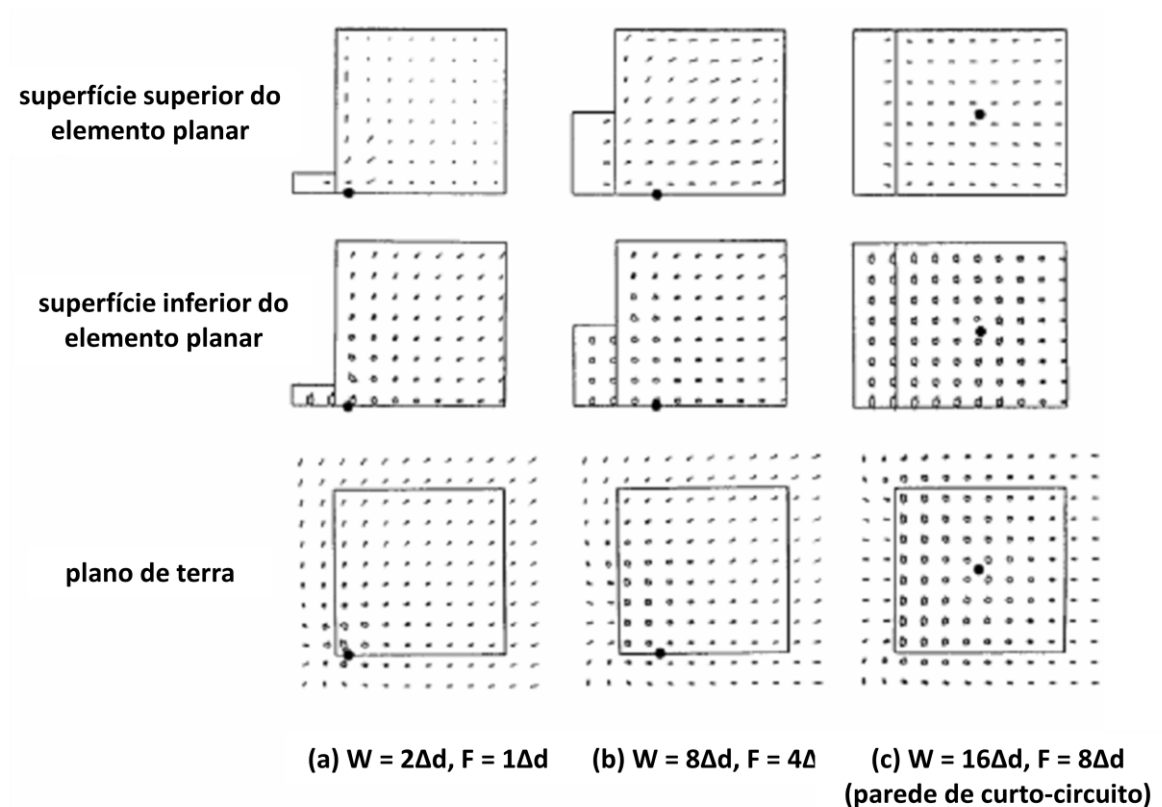 superfície superior do
elemento planar
superfície inferior do
elemento planar
plano de terra
(a) W = 2Δd, F = 1Δd
(b) W = 8Δd, F = 4Δ
(c) W = 16Δd, F = 8Δd
(parede de curto-circuito)